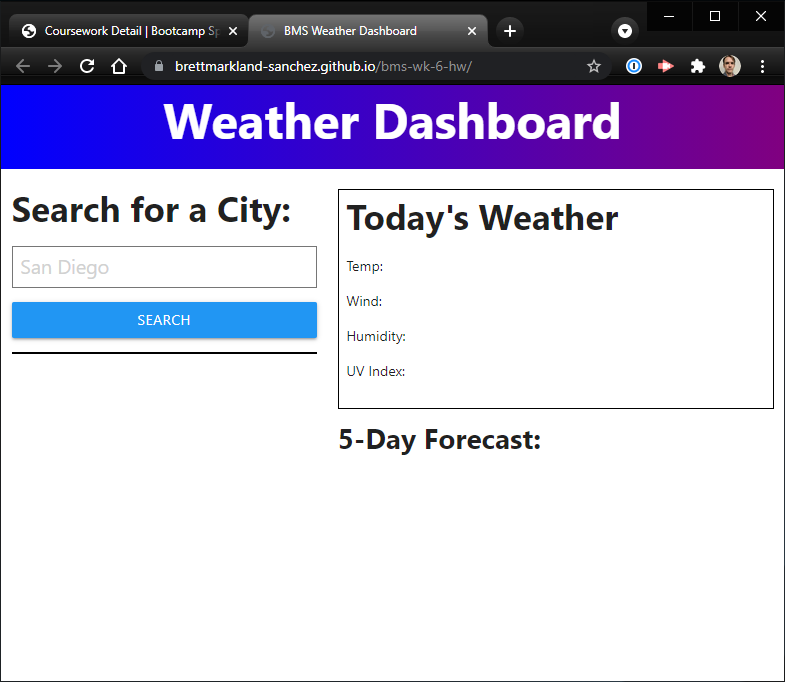 Coursework Detail | Bootcamp Sp
BMS Weather Dashboard
brettmarkland-sanchez.github.io/bms-wk-6-hw/
Weather Dashboard
Search for a City:
San Diego
SEARCH
Today's Weather
Temp:
Wind:
Humidity:
UV Index:
5-Day Forecast: